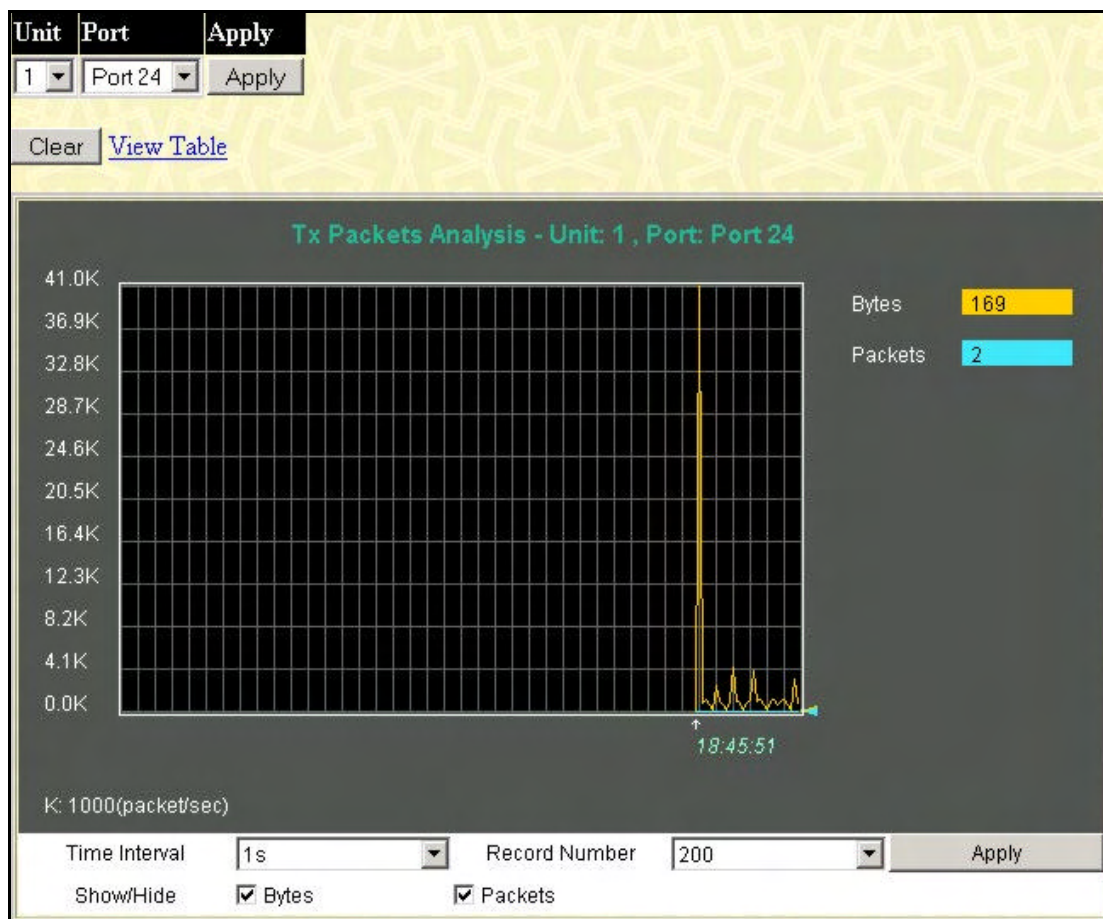 Unit Port Apply
1 Port 24 Apply
Clear View Table
Tx Packets Analysis - Unit: 1 , Port: Port 24
41.0K
36.9K
32.8K
28.7K
24.6K
20.5K
16.4K
12.3K
8.2K
4.1K
0.0K
Bytes 169
Packets 2
18:45:51
K: 1000(packet/sec)
Time Interval 1s Record Number 200 Apply
Show/Hide Bytes Packets